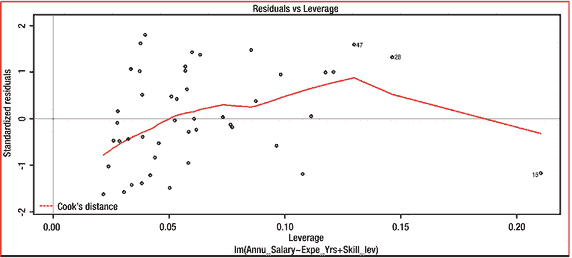 Residuals vs Leverage
Standardized residuals
2
1
0
-1
-2
47
28
15
Cook's distance
0.00 0.05 0.10 0.15 0.20
Leverage
lm(Annu_Salary~Expe_Yrs+Skill_lev)